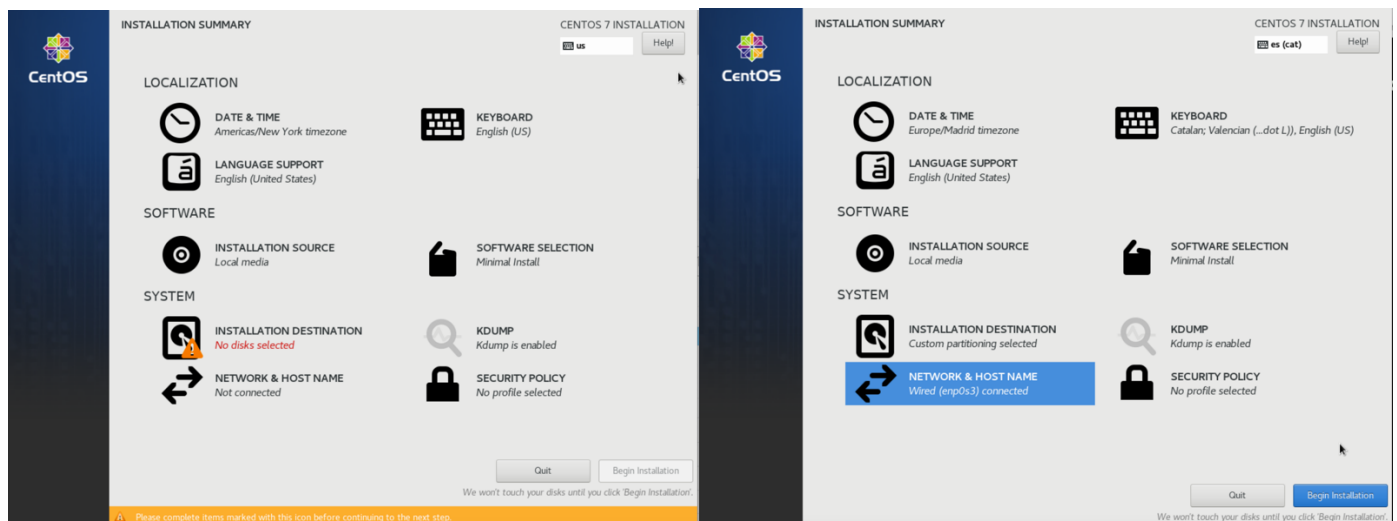 INSTALLATION SUMMARY
CENTOS 7 INSTALLATION
us
Help!
CentOS
LOCALIZATION
DATE & TIME
Americas/New York timezone
KEYBOARD
English (US)
LANGUAGE SUPPORT
English (United States)
SOFTWARE
INSTALLATION SOURCE
Local media
SOFTWARE SELECTION
Minimal Install
SYSTEM
INSTALLATION DESTINATION
No disks selected
KDUMP
Kdump is enabled
NETWORK & HOST NAME
Not connected
SECURITY POLICY
No profile selected
Quit
Begin Installation
We won't touch your disks until you click 'Begin Installation'.
Please complete items marked with this icon before continuing to the next step.
INSTALLATION SUMMARY
CENTOS 7 INSTALLATION
es (cat)
Help!
CentOS
LOCALIZATION
DATE & TIME
Europe/Madrid timezone
KEYBOARD
Catalan; Valencian (...dot L)), English (US)
LANGUAGE SUPPORT
English (United States)
SOFTWARE
INSTALLATION SOURCE
Local media
SOFTWARE SELECTION
Minimal Install
SYSTEM
INSTALLATION DESTINATION
Custom partitioning selected
KDUMP
Kdump is enabled
NETWORK & HOST NAME
Wired (enp0s3) connected
SECURITY POLICY
No profile selected
Quit
Begin Installation
We won't touch your disks until you click 'Begin Installation'.